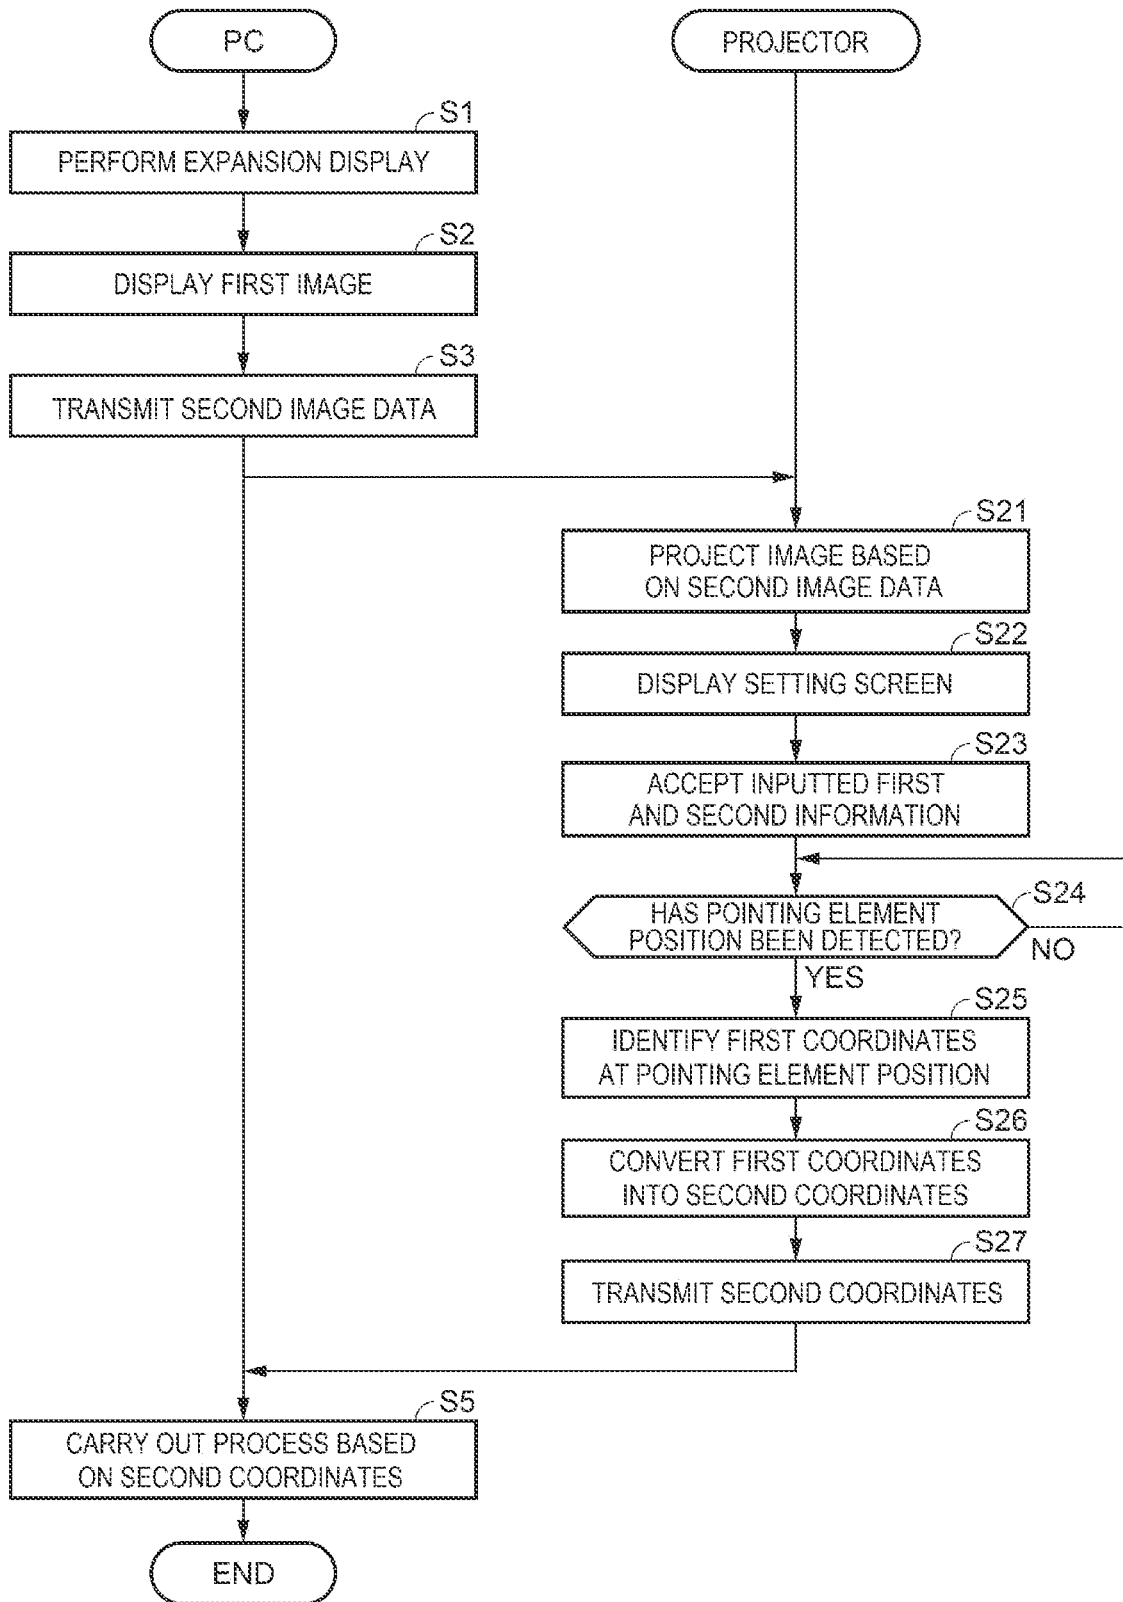 PC
PROJECTOR
S1
PERFORM EXPANSION DISPLAY
S2
DISPLAY FIRST IMAGE
S3
TRANSMIT SECOND IMAGE DATA
S21
PROJECT IMAGE BASED
ON SECOND IMAGE DATA
S22
DISPLAY SETTING SCREEN
S23
ACCEPT INPUTTED FIRST
AND SECOND INFORMATION
S24
HAS POINTING ELEMENT
POSITION BEEN DETECTED?
NO
YES
S25
IDENTIFY FIRST COORDINATES
AT POINTING ELEMENT POSITION
S26
CONVERT FIRST COORDINATES
INTO SECOND COORDINATES
S27
TRANSMIT SECOND COORDINATES
S5
CARRY OUT PROCESS BASED
ON SECOND COORDINATES
END